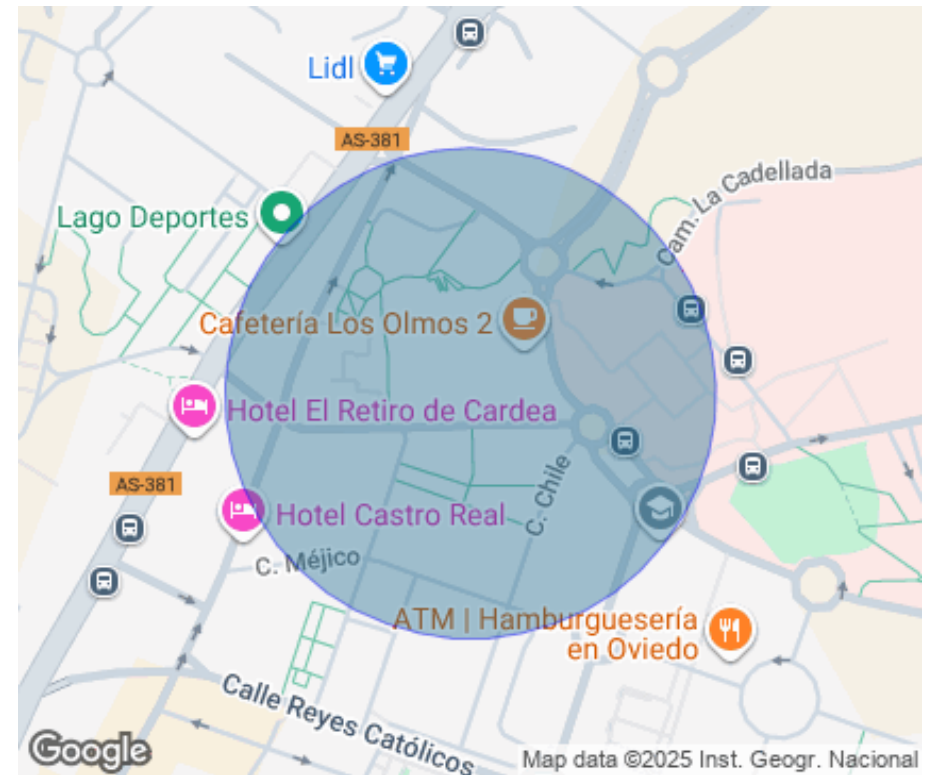 Lidl
AS-381
Cam. La Cadellada
Lago Deportes
Cafetería Los Olmos 2
Hotel El Retiro de Cardea
AS-381
C. Chile
Hotel Castro Real
C. Méjico
ATM | Hamburguesería
en Oviedo
Calle Reyes Católicos
Google
Map data ©2025 Inst. Geogr. Nacional